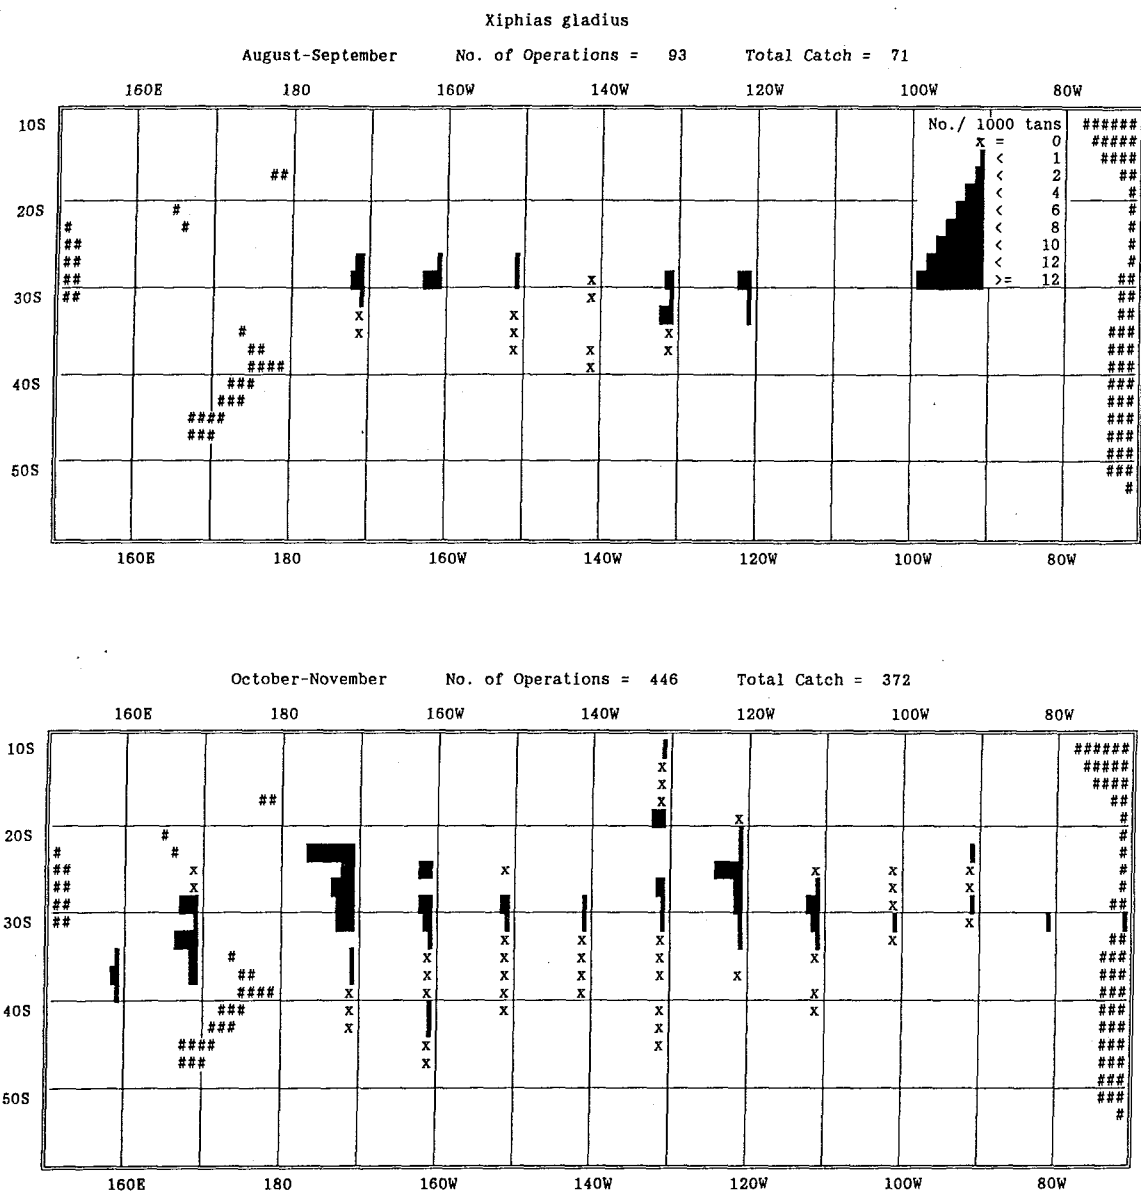 Xiphias gladius
August-September No. of Operations = 93 Total Catch = 71
160E 180 160W 140W 120W 100W 80W
10S No./ 1000 tans ######
x = 0 #####
< 1 ####
## < 2 ##
< 4 #
20S # < 6 #
# # < 8 #
## < 10 #
## < 12 #
## x >= 12 ##
30S ## x ##
x x ##
# x x x ###
## x x x ###
#### x ###
40S ### ###
### ###
#### ###
### ###
###
50S ###
#
160E 180 160W 140W 120W 100W 80W
October-November No. of Operations = 446 Total Catch = 372
160E 180 160W 140W 120W 100W 80W
10S ######
x #####
x ####
## x ##
x #
20S # #
# # #
## x x x x x #
## x x x #
## x ##
30S ## x
x x x x ##
# x x x x x ###
## x x x x x ###
#### x x x x x ###
40S ### x x x x ###
### x x ###
#### x x ###
### x ###
###
50S ###
#
160E 180 160W 140W 120W 100W 80W